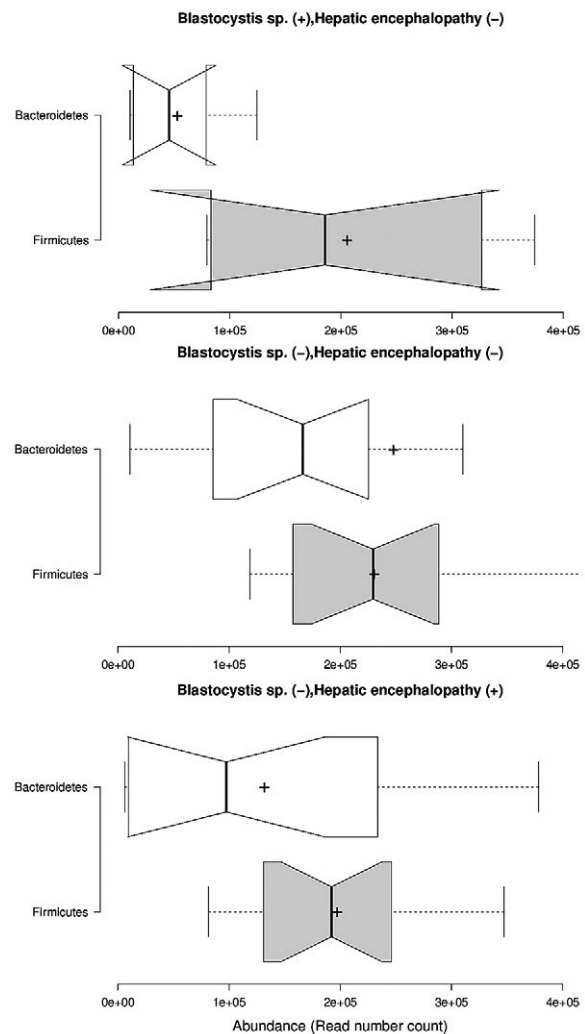 Blastocystis sp. (+),Hepatic encephalopathy (−)
Bacteroidetes
Firmicutes
0e+00 1e+05 2e+05 3e+05 4e+05
Blastocystis sp. (−),Hepatic encephalopathy (−)
Bacteroidetes
Firmicutes
0e+00 1e+05 2e+05 3e+05 4e+05
Blastocystis sp. (−),Hepatic encephalopathy (+)
Bacteroidetes
Firmicutes
0e+00 1e+05 2e+05 3e+05 4e+05
Abundance (Read number count)